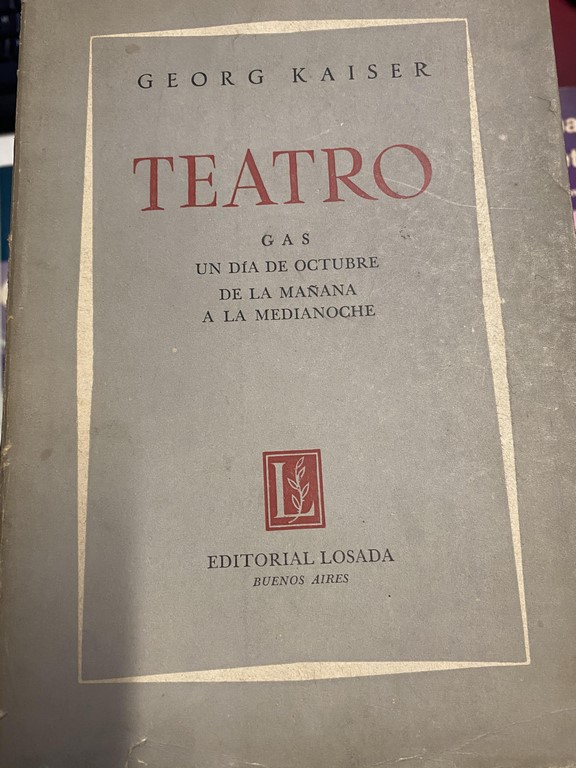 GEORG KAISER
TEATRO
GAS
UN DÍA DE OCTUBRE
DE LA MAÑANA
A LA MEDIANOCHE
L
EDITORIAL LOSADA
BUENOS AIRES